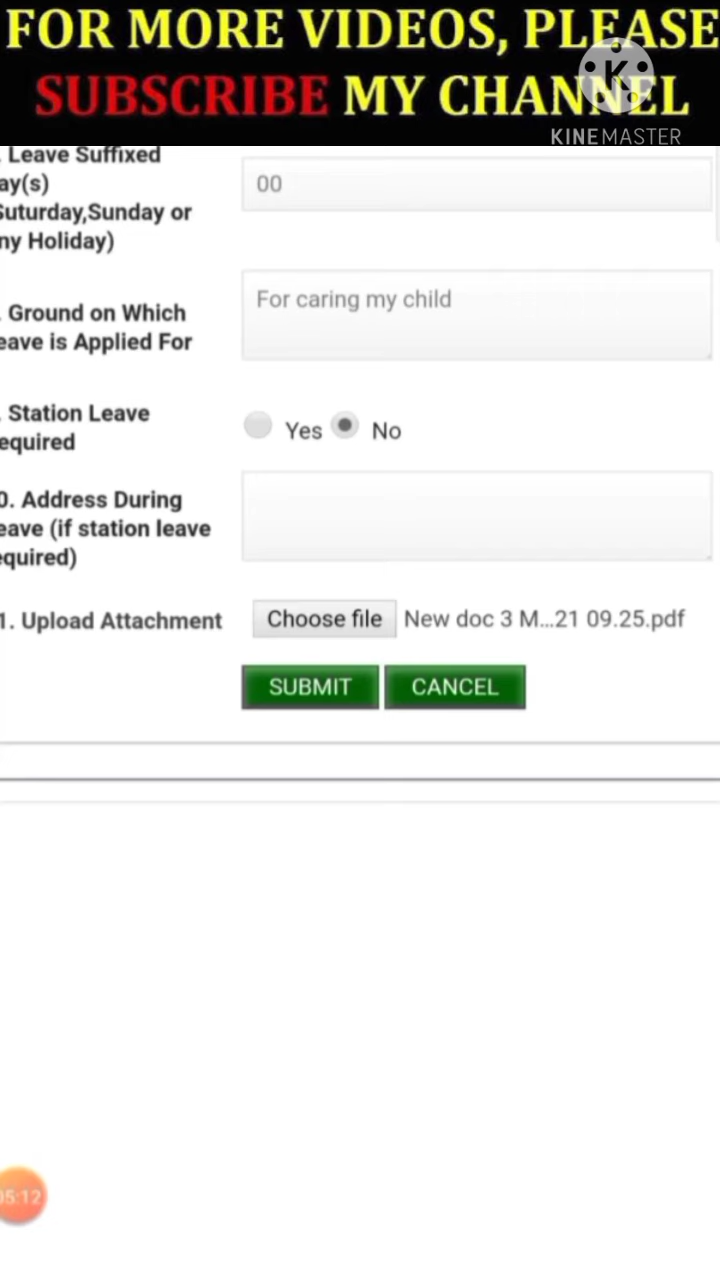 FOR MORE VIDEOS, PLEASE
SUBSCRIBE MY CHANNEL
KINEMASTER
. Leave Suffixed
ay(s)
Suturday,Sunday or
ny Holiday)
00
. Ground on Which
eave is Applied For
For caring my child
. Station Leave
equired
Yes No
0. Address During
eave (if station leave
equired)
1. Upload Attachment
Choose file New doc 3 M...21 09.25.pdf
SUBMIT CANCEL
05:12